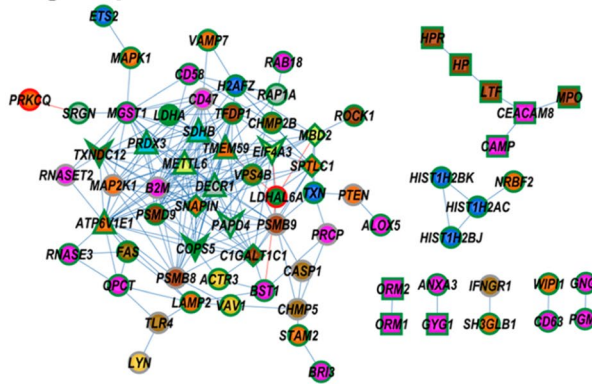 ETS2
MAPK1
VAMP7
RAB18
CD58
H2AFZ
RAP1A
PRKCQ
SRGN
MGST1
CD47
LDHA
TFDP1
CHMP2B
ROCK1
SDHB
MBD2
PRDX3
TMEM59
EIF4A3
TXNDC12
METTL6
SPTLC1
RNASET2
MAP2K1
B2M
DECR1
VPS4B
LDHAL6A
TXN
PTEN
ATP6V1E1
PSMD9
SNAPIN
PAPD4
PSMB9
PRCP
ALOX5
RNASE3
FAS
COPS5
C1GALT1C1
QPCT
PSMB8
ACTR3
BST1
CASP1
LAMP2
VAV1
CHMP5
TLR4
STAM2
LYN
BRI3
HPR
HP
LTF
MPO
CEACAM8
CAMP
HIST1H2BK
NRBF2
HIST1H2AC
HIST1H2BJ
ORM2
ANXA3
IFNGR1
WIPI1
ORM1
GYG1
SH3GLB1
CD63